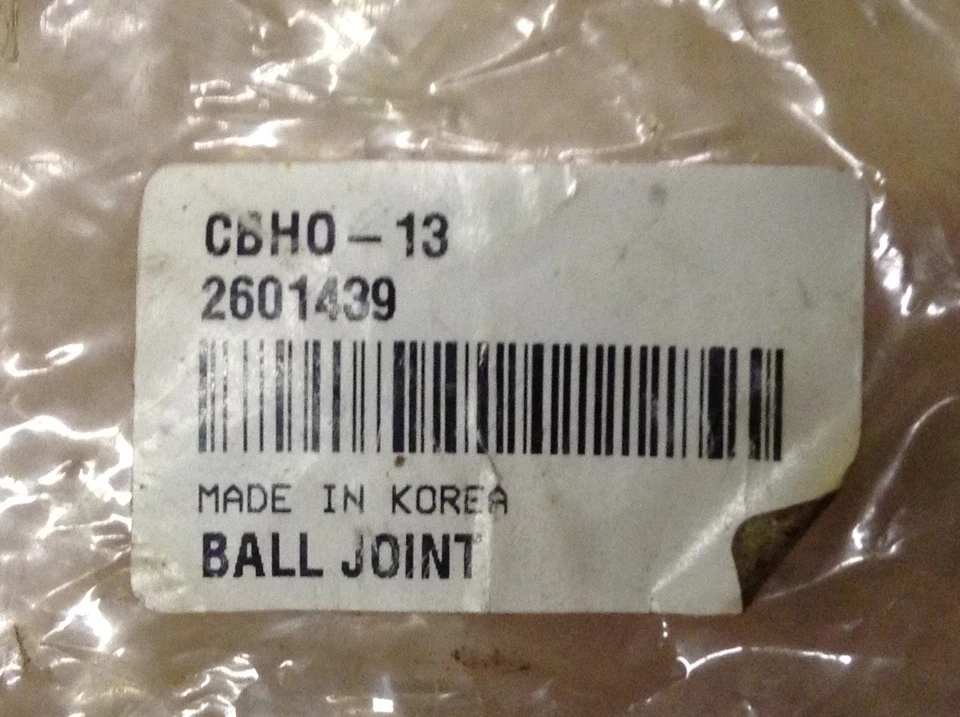 CBHO – 13
2601439
MADE IN KOREA
BALL JOINT